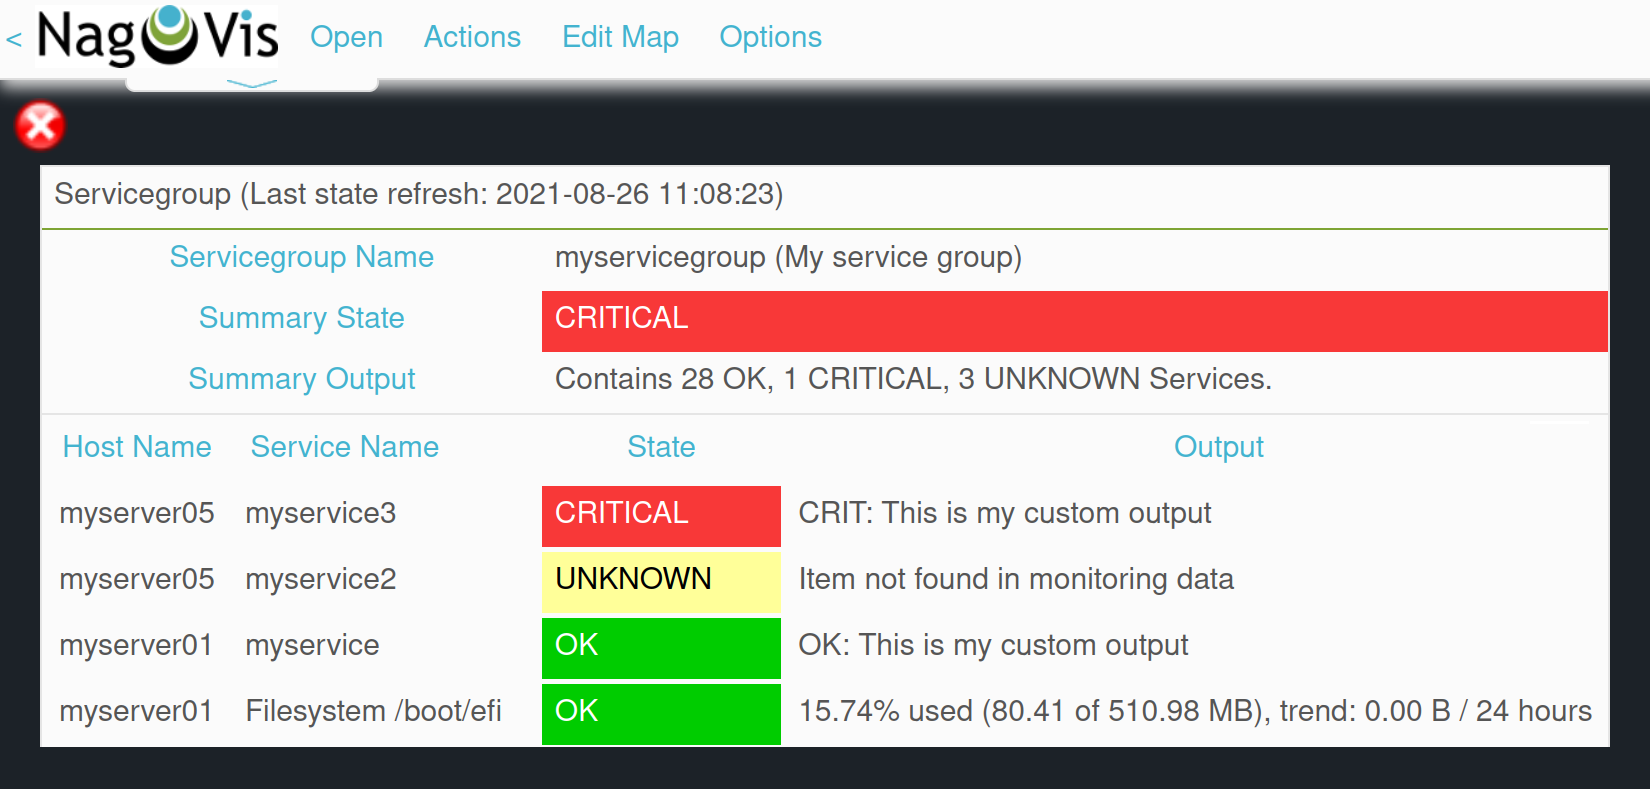 < NagVis Open Actions Edit Map Options
Servicegroup (Last state refresh: 2021-08-26 11:08:23)
Servicegroup Name myservicegroup (My service group)
Summary State CRITICAL
Summary Output Contains 28 OK, 1 CRITICAL, 3 UNKNOWN Services.
Host Name Service Name State Output
myserver05 myservice3 CRITICAL CRIT: This is my custom output
myserver05 myservice2 UNKNOWN Item not found in monitoring data
myserver01 myservice OK OK: This is my custom output
myserver01 Filesystem /boot/efi OK 15.74% used (80.41 of 510.98 MB), trend: 0.00 B / 24 hours